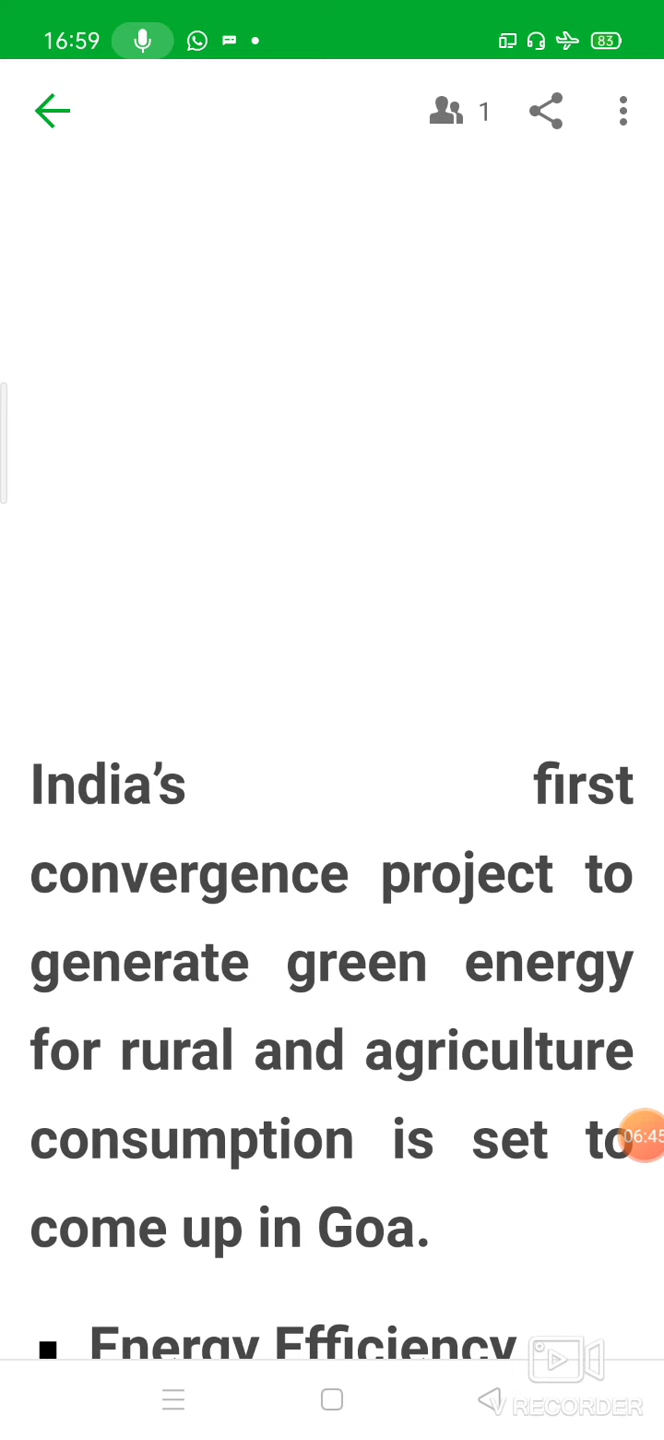 16:59 83
1
India’s first
convergence project to
generate green energy
for rural and agriculture
consumption is set to
06:45
come up in Goa.
▪ Energy Efficiency
V RECORDER